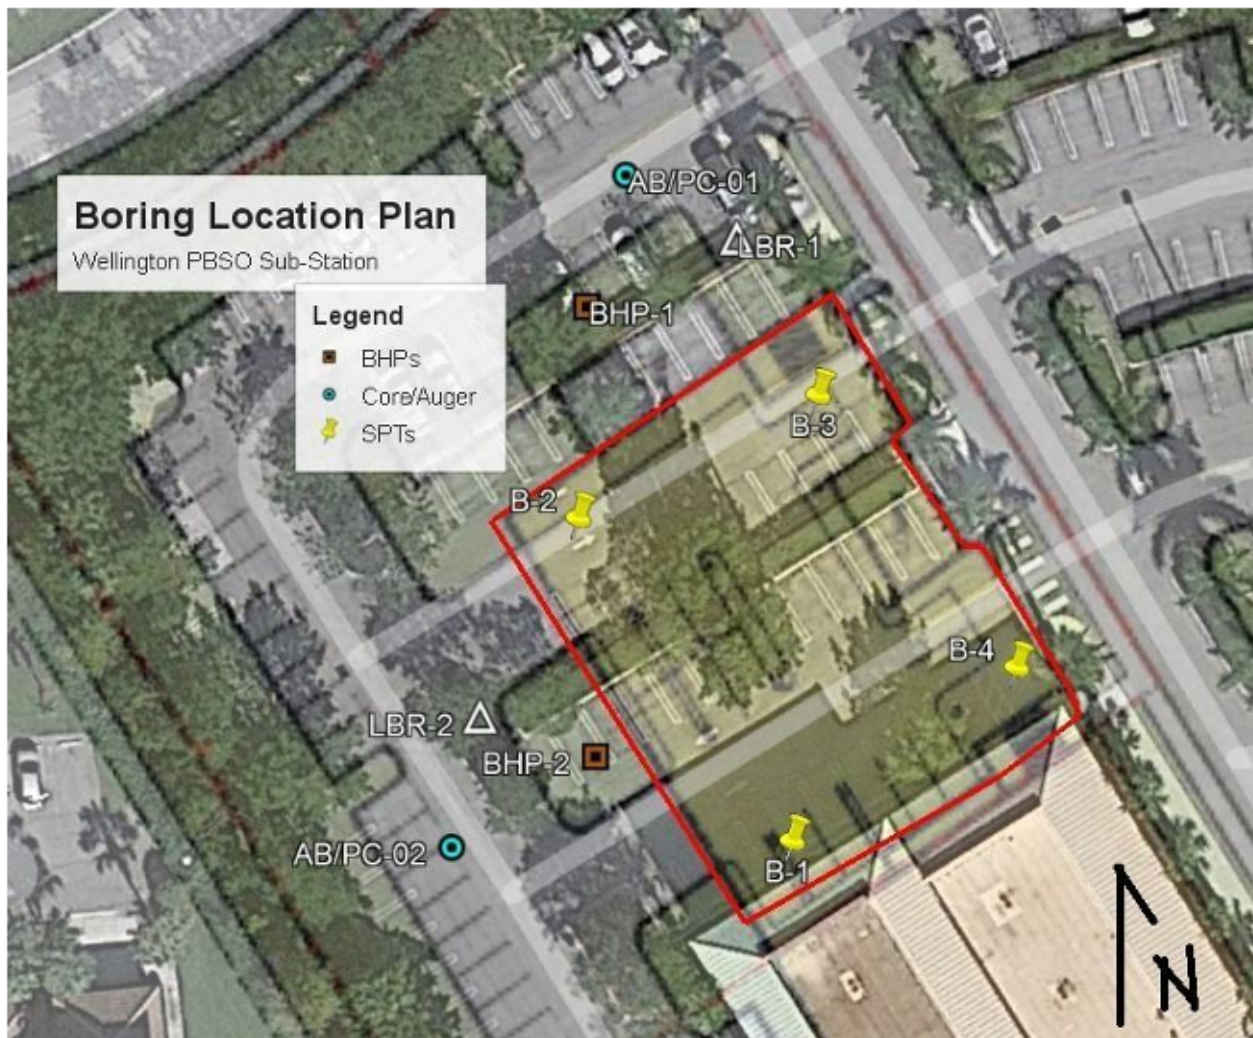 Boring Location Plan
Wellington PBSO Sub-Station
Legend
BHPs
Core/Auger
SPTs
AB/PC-01
LBR-1
BHP-1
B-3
B-2
B-4
LBR-2
BHP-2
AB/PC-02
B-1
N